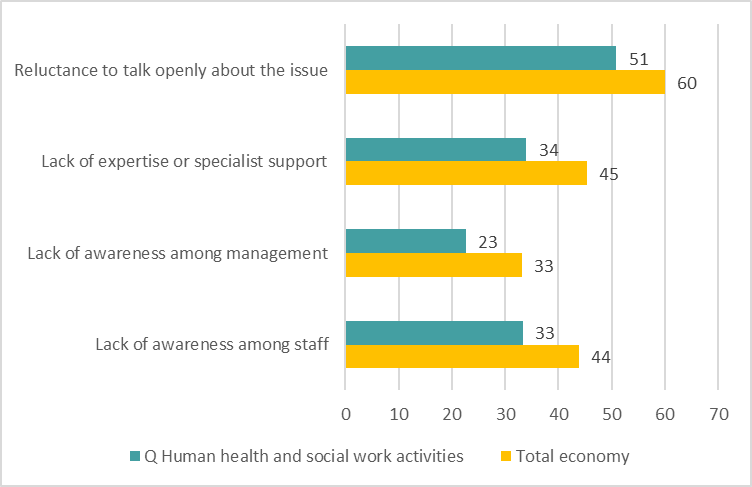 Reluctance to talk openly about the issue
51
60
Lack of expertise or specialist support
34
45
Lack of awareness among management
23
33
Lack of awareness among staff
33
44
0 10 20 30 40 50 60 70
Q Human health and social work activities Total economy